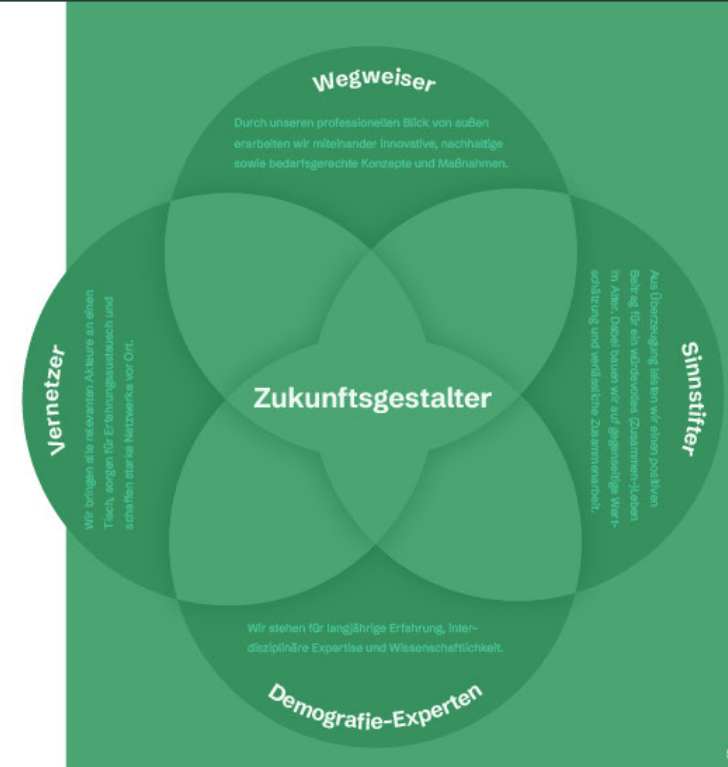 Wegweiser
Durch unseren professionellen Blick von außen
erarbeiten wir miteinander innovative, nachhaltige
sowie bedarfsgerechte Konzepte und Maßnahmen.
Vernetzer
Wir bringen alle relevanten Akteure an einen
Tisch, sorgen für Erfahrungsaustausch und
schaffen starke Netzwerke vor Ort.
Zukunftsgestalter
Sinnstifter
Aus Überzeugung leisten wir einen positiven
Beitrag für ein würdevolles (Zusammen-)Leben
im Alter. Dabei bauen wir auf gegenseitige Wert-
schätzung und verlässliche Zusammenarbeit.
Wir stehen für langjährige Erfahrung, inter-
disziplinäre Expertise und Wissenschaftlichkeit.
Demografie-Experten